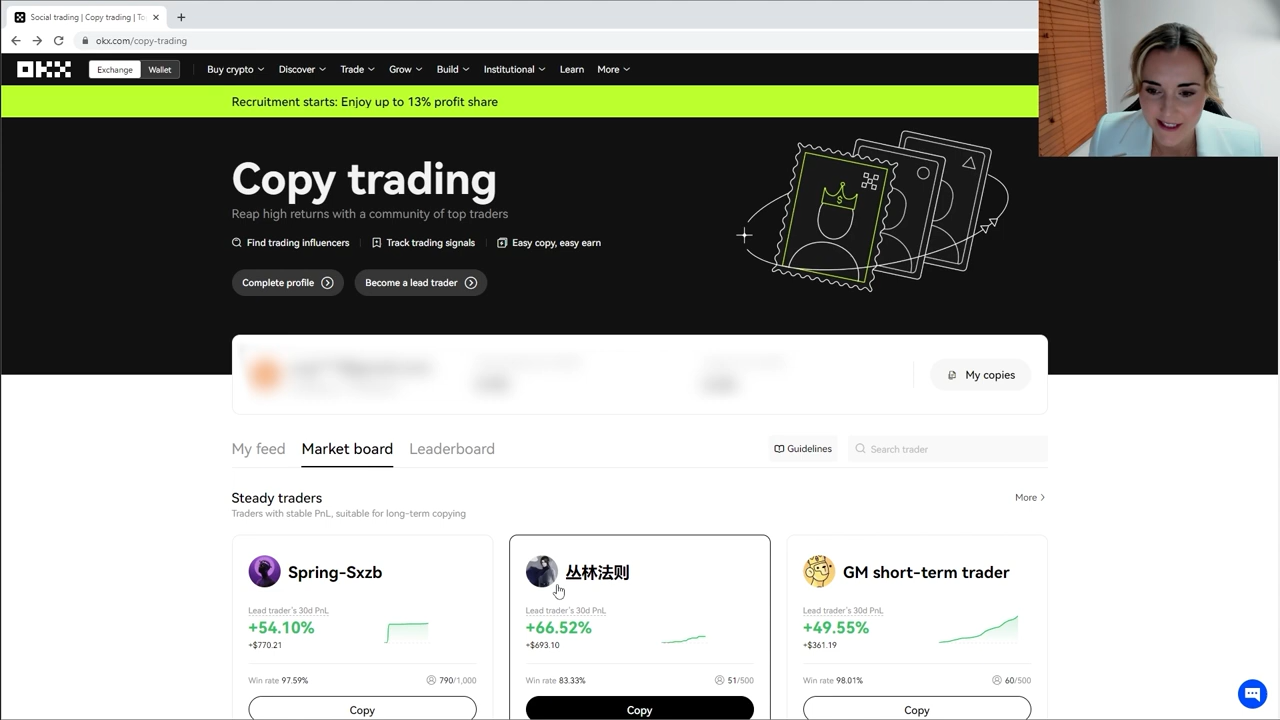 Social trading | Copy trading | To
okx.com/copy-trading
OKX
Exchange Wallet Buy crypto Discover Trade Grow Build Institutional Learn More
Recruitment starts: Enjoy up to 13% profit share
Copy trading
Reap high returns with a community of top traders
Find trading influencers Track trading signals Easy copy, easy earn
Complete profile Become a lead trader
My copies
My feed Market board Leaderboard Guidelines Search trader
Steady traders More
Traders with stable PnL, suitable for long-term copying
Spring-Sxzb 丛林法则 GM short-term trader
Lead trader's 30d PnL Lead trader's 30d PnL Lead trader's 30d PnL
+54.10% +66.52% +49.55%
+$770.21 +$693.10 +$361.19
Win rate 97.59% 790/1,000 Win rate 83.33% 51/500 Win rate 98.01% 60/500
Copy Copy Copy